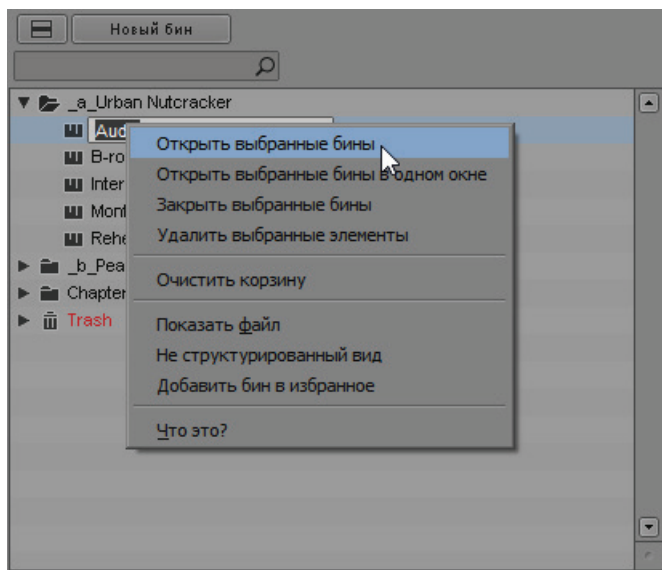 Новый бин
_a_Urban Nutcracker
Aud
Открыть выбранные бины
B-ro
Открыть выбранные бины в одном окне
Inter
Закрыть выбранные бины
Mont
Удалить выбранные элементы
Rehe
_b_Pea
Очистить корзину
Chapter
Trash
Показать файл
Не структурированный вид
Добавить бин в избранное
Что это?